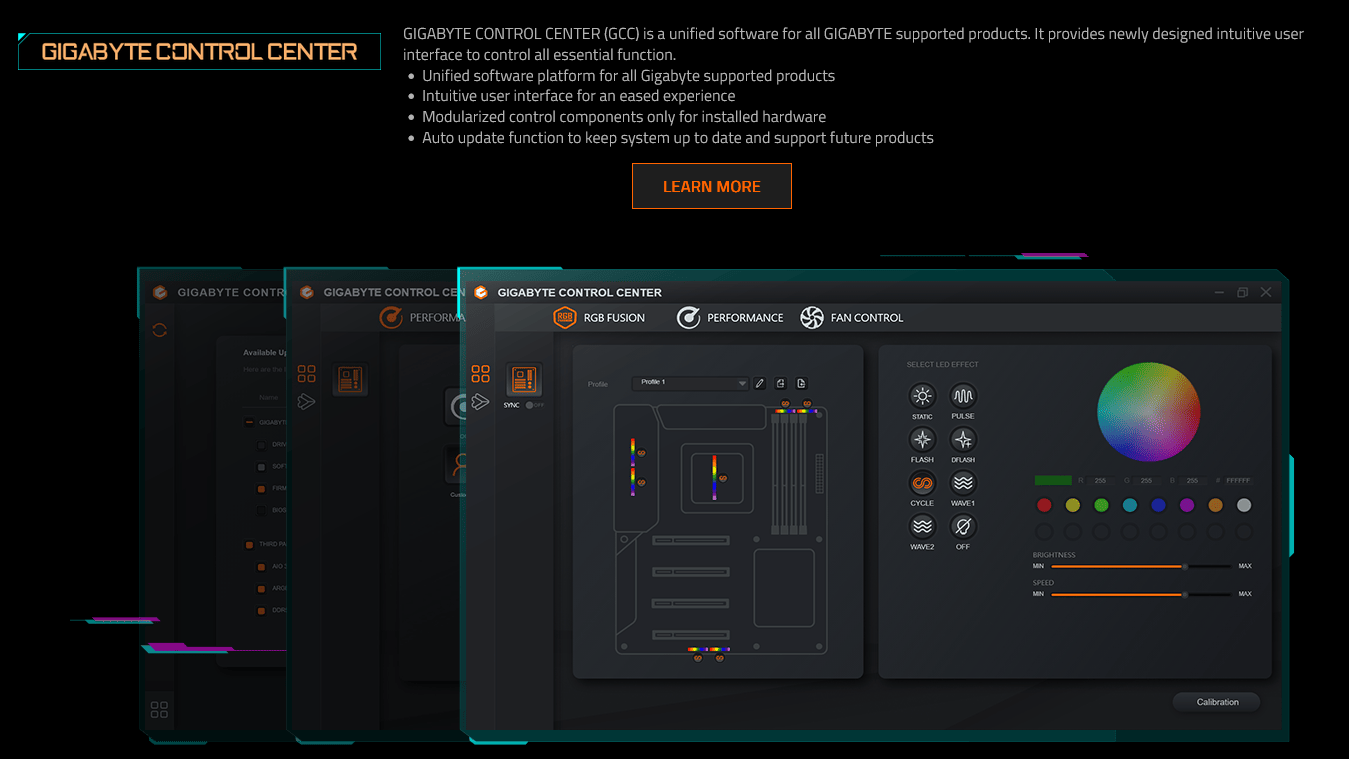 GIGABYTE CONTROL CENTER
GIGABYTE CONTROL CENTER (GCC) is a unified software for all GIGABYTE supported products. It provides newly designed intuitive user
interface to control all essential function.
• Unified software platform for all Gigabyte supported products
• Intuitive user interface for an eased experience
• Modularized control components only for installed hardware
• Auto update function to keep system up to date and support future products
LEARN MORE
GIGABYTE CONTR
Available Up
Here are the
Name
GIGABYTE
DRIV
SOFT
FIRM
BIOS
THIRD PA
AIO
GIGABYTE CONTROL CEN
PERFORMA
GIGABYTE CONTROL CENTER
RGB FUSION
PERFORMANCE
FAN CONTROL
SYNC OFF
Profile
Profile 1
SELECT LED EFFECT
STATIC
PULSE
FLASH
DFLASH
CYCLE
WAVE1
WAVE2
OFF
R 255 G 255 B 255 # FFFFFF
BRIGHTNESS
MIN MAX
SPEED
MIN MAX
Calibration